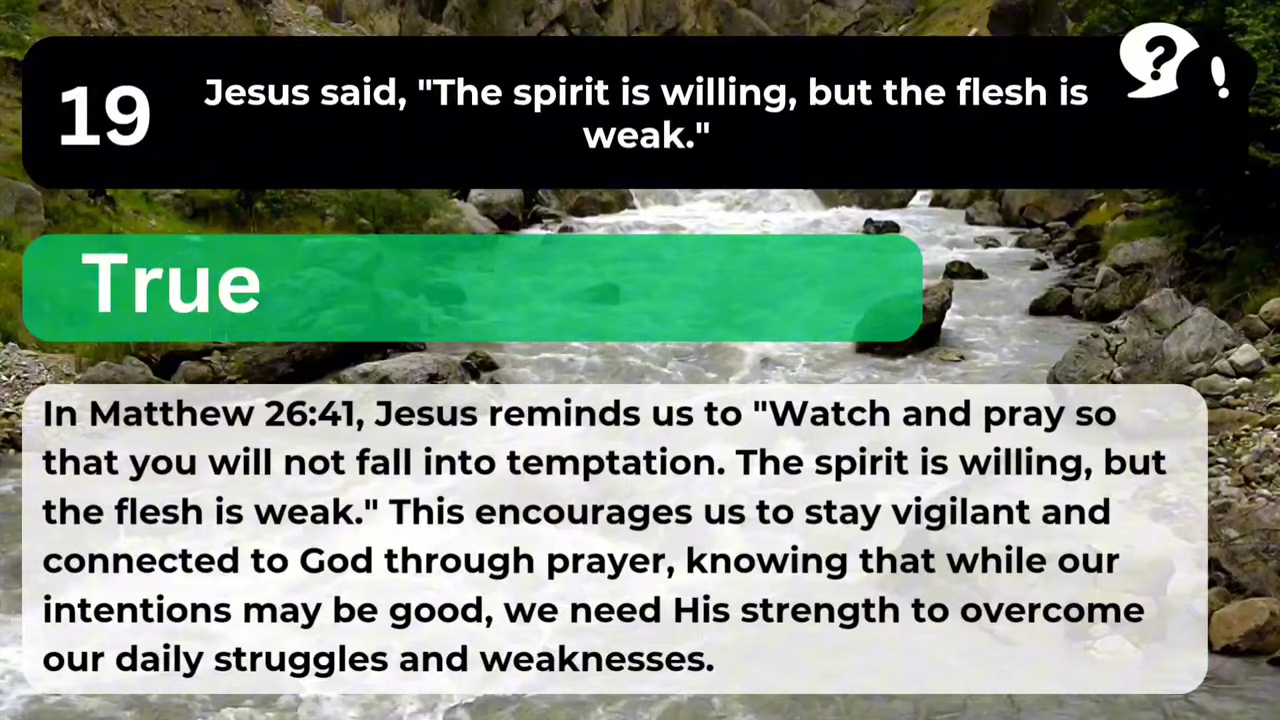 19
Jesus said, "The spirit is willing, but the flesh is
weak."
?
!
True
In Matthew 26:41, Jesus reminds us to "Watch and pray so
that you will not fall into temptation. The spirit is willing, but
the flesh is weak." This encourages us to stay vigilant and
connected to God through prayer, knowing that while our
intentions may be good, we need His strength to overcome
our daily struggles and weaknesses.